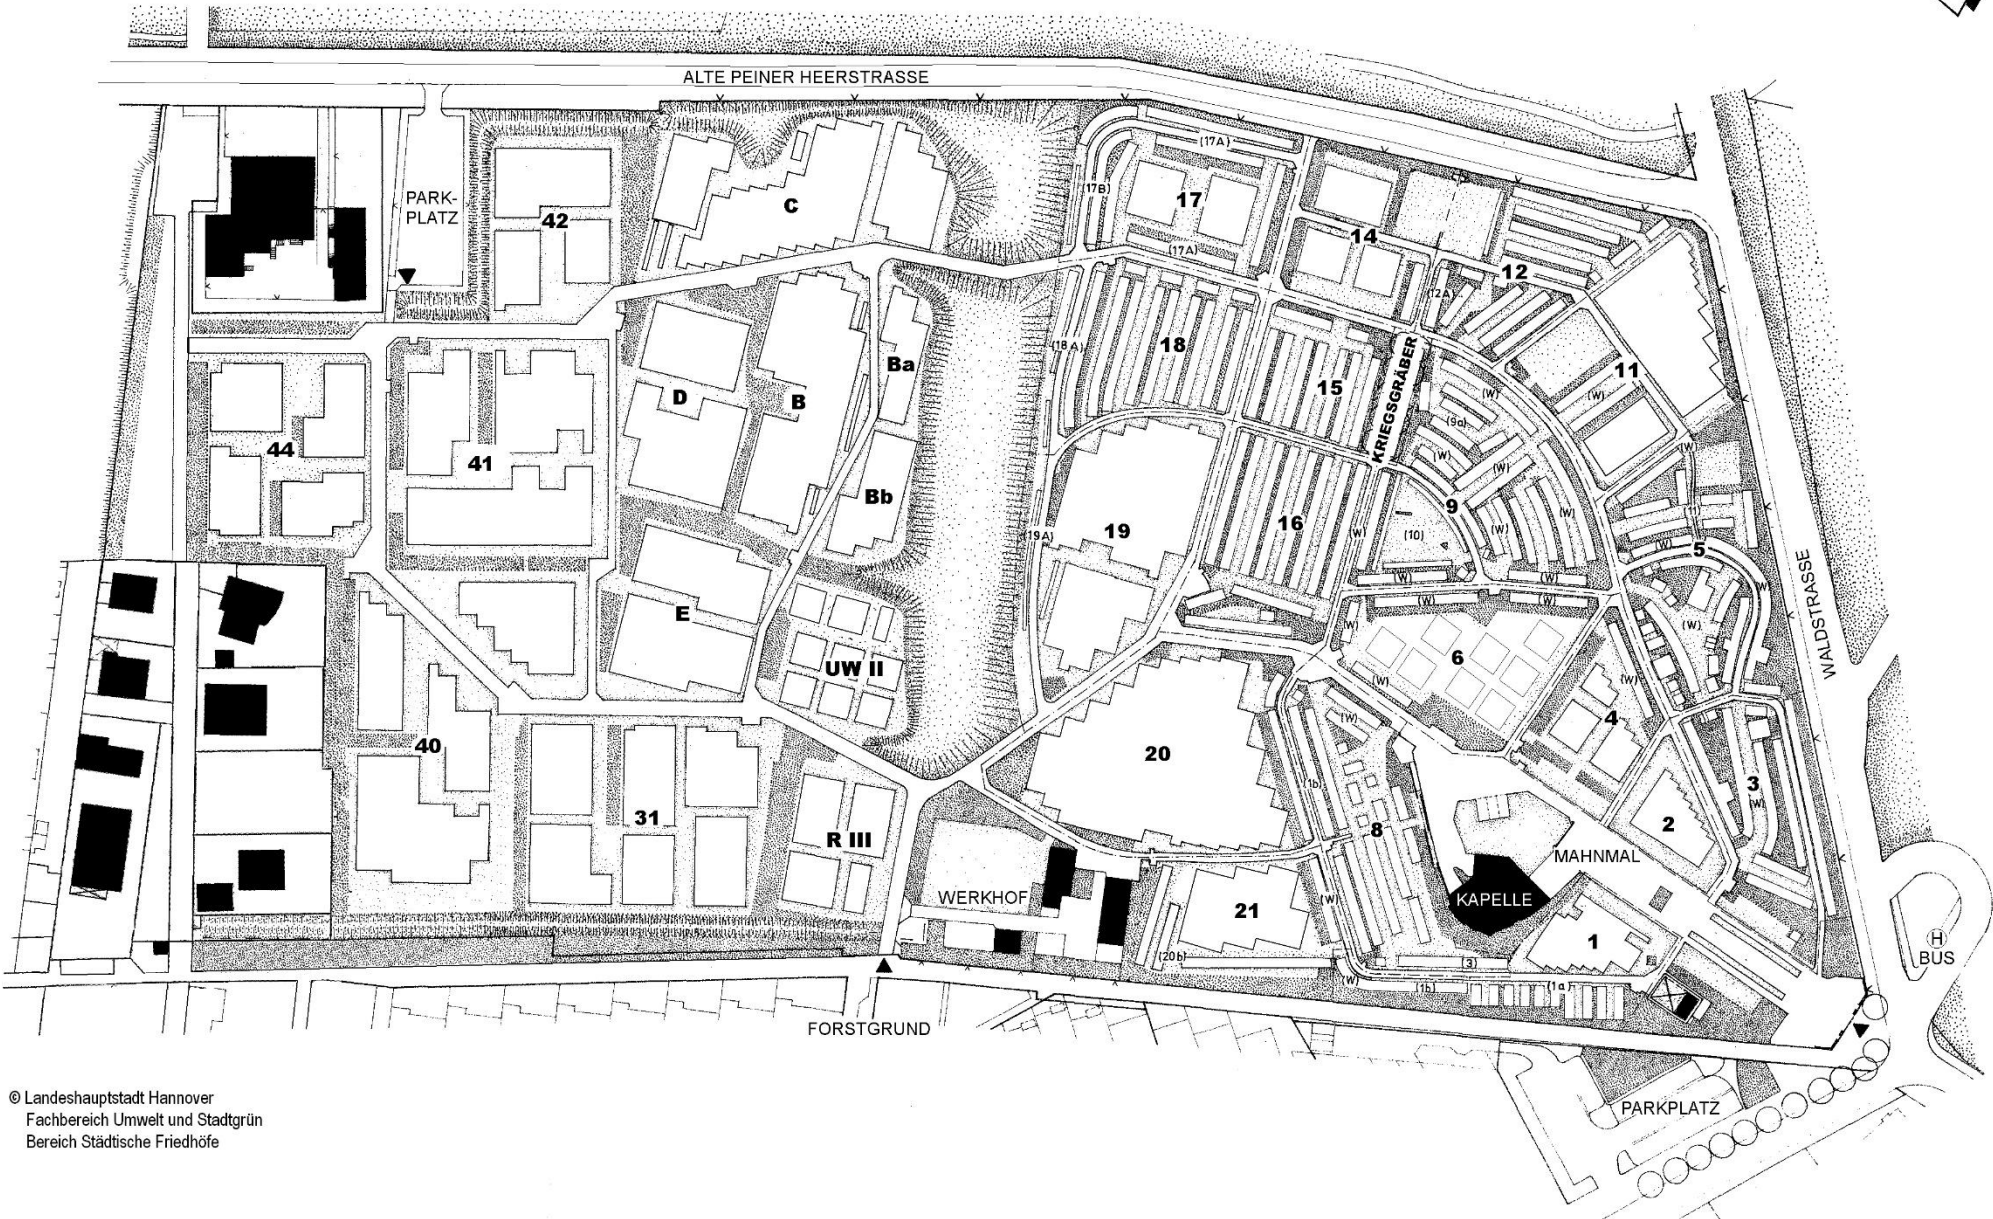 ALTE PEINER HEERSTRASSE
PARK-
PLATZ
42
C
(17A)
(17B)
17
(17A)
14
12
(12A)
D
B
Ba
Bb
(18A)
18
15
KRIEGSGRÄBER
11
(W)
(W)
(9a)
(W)
(W)
(W)
44
41
19
(19A)
16
(W)
9
(10)
(W)
(W)
5
(W)
(W)
WALDSTRASSE
(W)
(W)
(W)
(W)
(W)
(W)
E
UW II
6
(W)
(W)
4
(W)
40
20
(W)
(1b)
3
(W)
31
R III
8
2
MAHNMAL
WERKHOF
KAPELLE
21
(W)
1
(20b)
(3)
(W)
(1b)
(1a)
H
BUS
FORSTGRUND
PARKPLATZ
© Landeshauptstadt Hannover
Fachbereich Umwelt und Stadtgrün
Bereich Städtische Friedhöfe